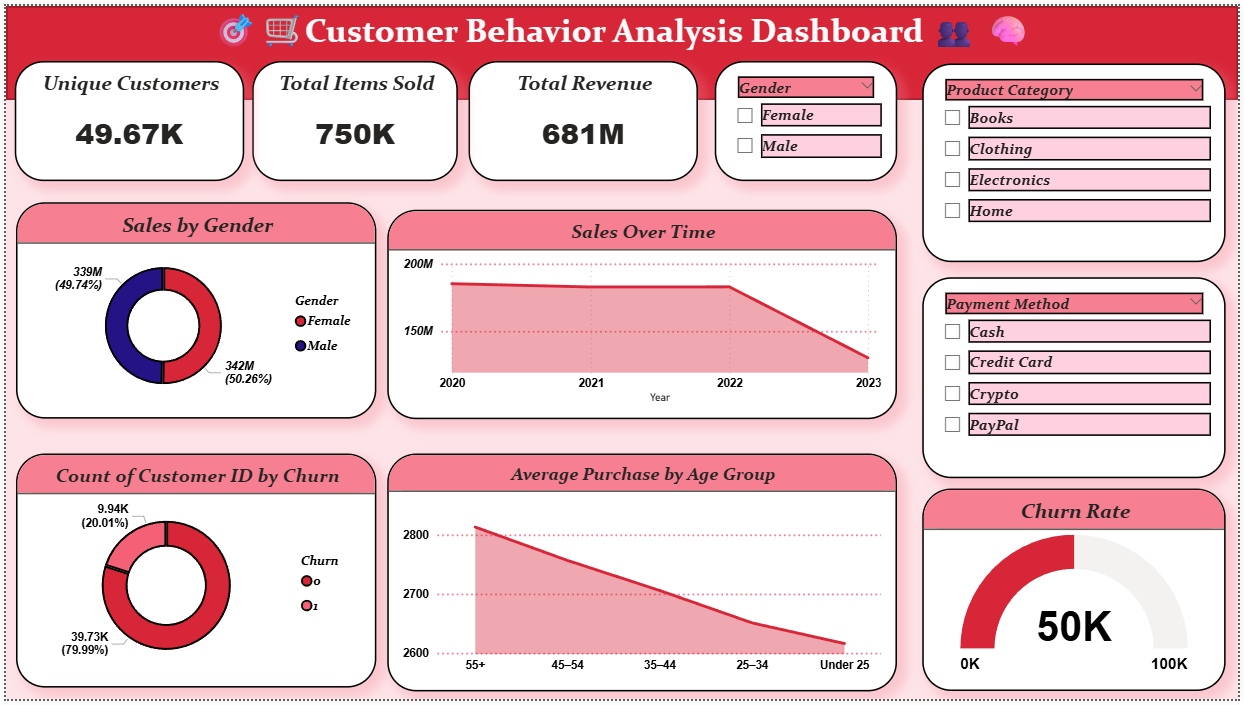 Customer Behavior Analysis Dashboard
Unique Customers
49.67K
Total Items Sold
750K
Total Revenue
681M
Gender
Female
Male
Product Category
Books
Clothing
Electronics
Home
Sales by Gender
339M
(49.74%)
342M
(50.26%)
Gender
Female
Male
Sales Over Time
200M
150M
2020
2021
2022
2023
Year
Payment Method
Cash
Credit Card
Crypto
PayPal
Count of Customer ID by Churn
9.94K
(20.01%)
39.73K
(79.99%)
Churn
0
1
Average Purchase by Age Group
2800
2700
2600
55+
45–54
35–44
25–34
Under 25
Churn Rate
50K
0K
100K